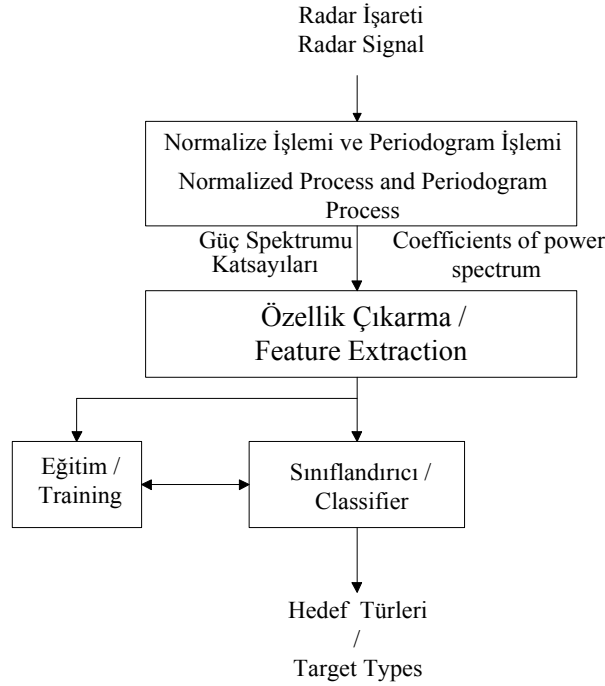 Radar İşareti
Radar Signal
Normalize İşlemi ve Periodogram İşlemi
Normalized Process and Periodogram
Process
Güç Spektrumu
Katsayıları
Coefficients of power
spectrum
Özellik Çıkarma /
Feature Extraction
Eğitim /
Training
Sınıflandırıcı /
Classifier
Hedef Türleri
/
Target Types